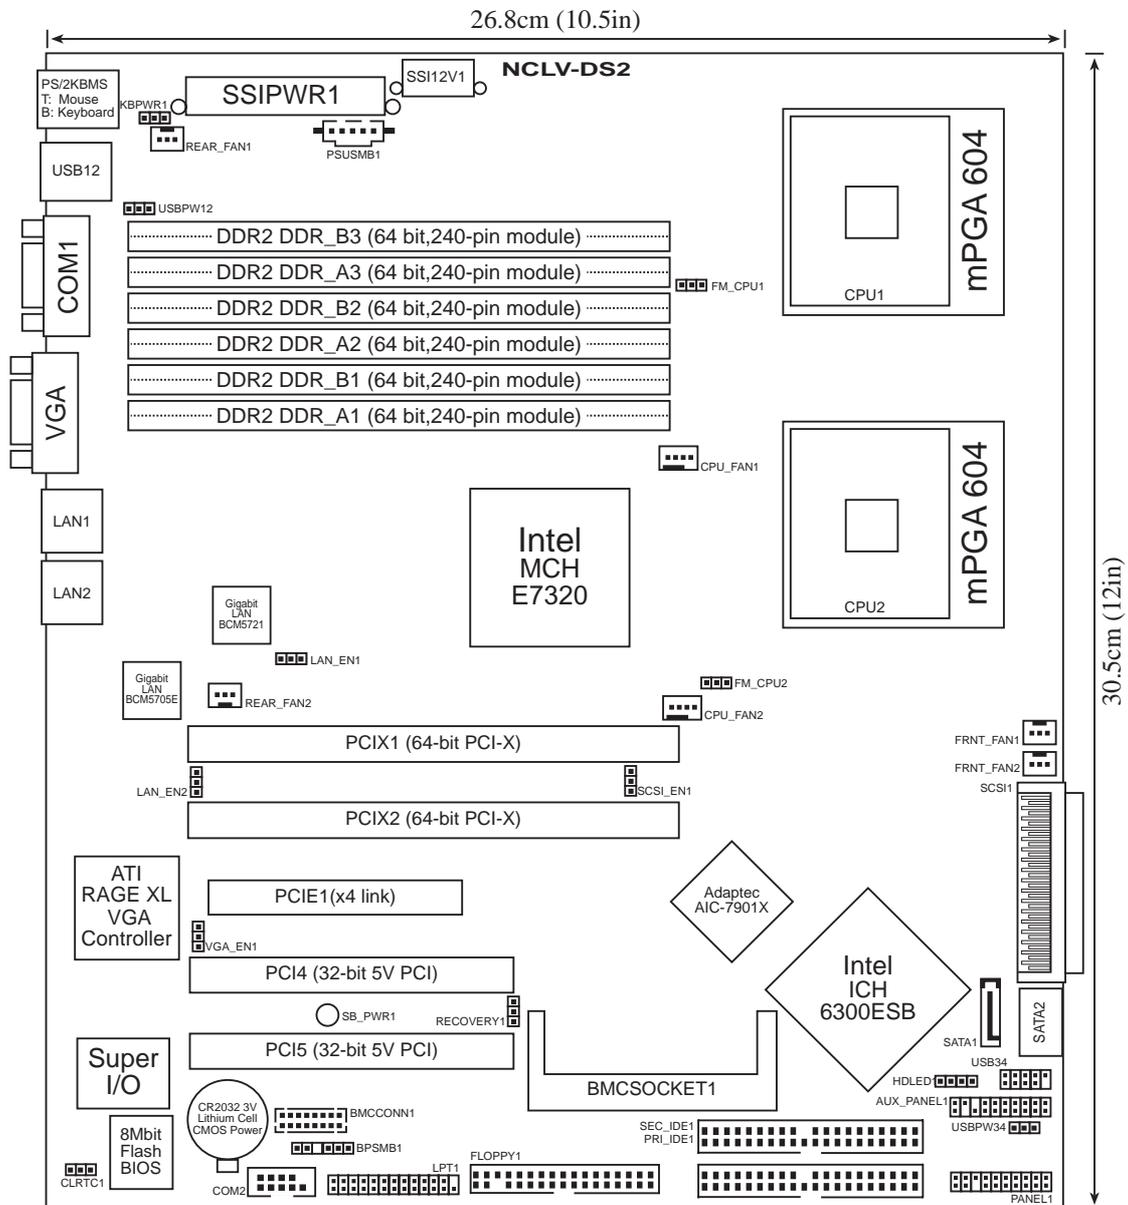 26.8cm (10.5in)
NCLV-DS2
PS/2KBMS
T: Mouse
B: Keyboard
KBPWR1
SSIPWR1
SSI12V1
REAR_FAN1
PSUSMB1
USB12
USBPW12
COM1
DDR2 DDR_B3 (64 bit,240-pin module)
DDR2 DDR_A3 (64 bit,240-pin module)
DDR2 DDR_B2 (64 bit,240-pin module)
DDR2 DDR_A2 (64 bit,240-pin module)
DDR2 DDR_B1 (64 bit,240-pin module)
DDR2 DDR_A1 (64 bit,240-pin module)
FM_CPU1
CPU1
mPGA 604
VGA
CPU_FAN1
LAN1
LAN2
Intel
MCH
E7320
CPU2
mPGA 604
30.5cm (12in)
Gigabit
LAN
BCM5721
LAN_EN1
Gigabit
LAN
BCM5705E
REAR_FAN2
FM_CPU2
CPU_FAN2
PCIX1 (64-bit PCI-X)
FRNT_FAN1
FRNT_FAN2
LAN_EN2
SCSI_EN1
SCSI1
PCIX2 (64-bit PCI-X)
ATI
RAGE XL
VGA
Controller
PCIE1(x4 link)
Adaptec
AIC-7901X
VGA_EN1
PCI4 (32-bit 5V PCI)
Intel
ICH
6300ESB
SB_PWR1
RECOVERY1
SATA1
SATA2
PCI5 (32-bit 5V PCI)
Super
I/O
BMCSOCKET1
USB34
HDLED1
AUX_PANEL1
USBPW34
CR2032 3V
Lithium Cell
CMOS Power
BMCCONN1
8Mbit
Flash
BIOS
BPSMB1
SEC_IDE1
PRI_IDE1
FLOPPY1
LPT1
CLRTC1
COM2
PANEL1